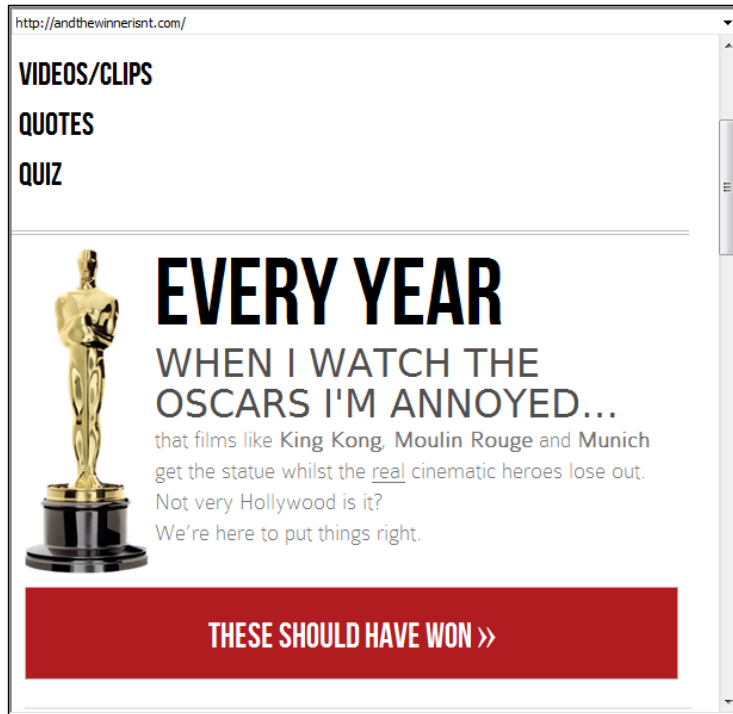 http://andthewinnerisnt.com/
VIDEOS/CLIPS
QUOTES
QUIZ
EVERY YEAR
WHEN I WATCH THE
OSCARS I'M ANNOYED...
that films like King Kong, Moulin Rouge and Munich
get the statue whilst the real cinematic heroes lose out.
Not very Hollywood is it?
We're here to put things right.
THESE SHOULD HAVE WON »